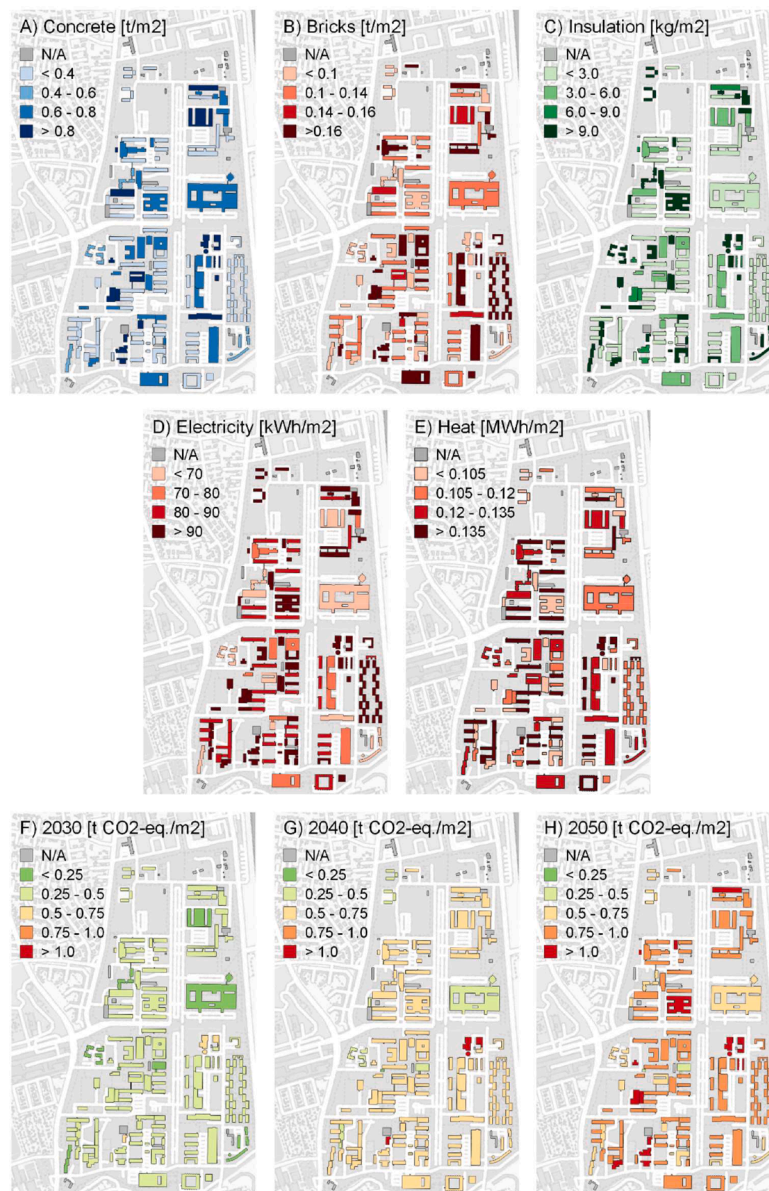 A) Concrete [t/m2]
N/A
< 0.4
0.4 - 0.6
0.6 - 0.8
> 0.8
B) Bricks [t/m2]
N/A
< 0.1
0.1 - 0.14
0.14 - 0.16
>0.16
C) Insulation [kg/m2]
N/A
< 3.0
3.0 - 6.0
6.0 - 9.0
> 9.0
D) Electricity [kWh/m2]
N/A
< 70
70 - 80
80 - 90
> 90
E) Heat [MWh/m2]
N/A
< 0.105
0.105 - 0.12
0.12 - 0.135
> 0.135
F) 2030 [t CO2-eq./m2]
N/A
< 0.25
0.25 - 0.5
0.5 - 0.75
0.75 - 1.0
> 1.0
G) 2040 [t CO2-eq./m2]
N/A
< 0.25
0.25 - 0.5
0.5 - 0.75
0.75 - 1.0
> 1.0
H) 2050 [t CO2-eq./m2]
N/A
< 0.25
0.25 - 0.5
0.5 - 0.75
0.75 - 1.0
> 1.0